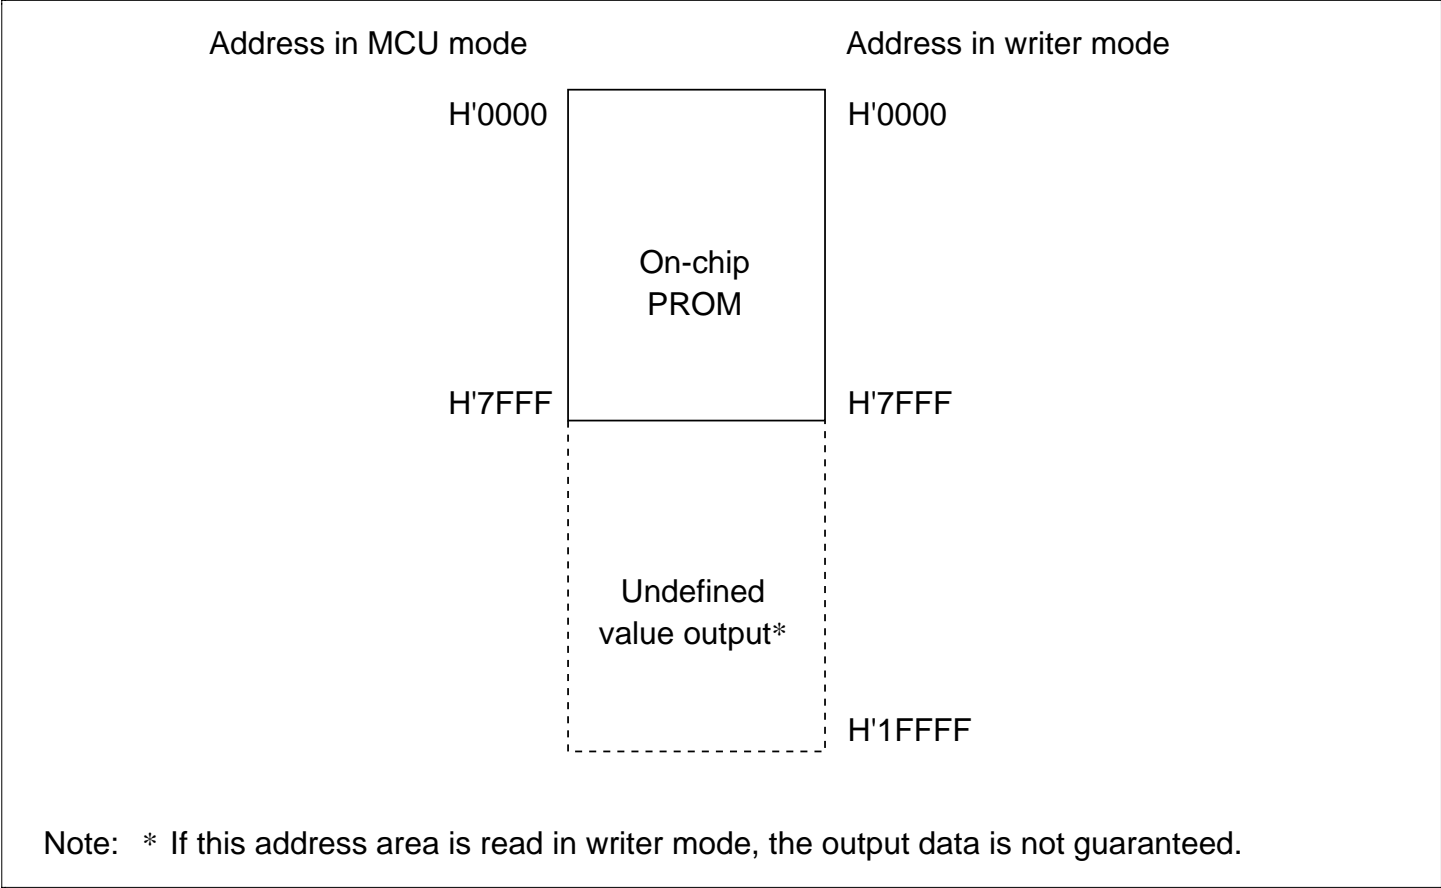 Address in MCU mode Address in writer mode
H'0000 H'0000
On-chip
PROM
H'7FFF H'7FFF
Undefined
value output*
H'1FFFF
Note: * If this address area is read in writer mode, the output data is not guaranteed.